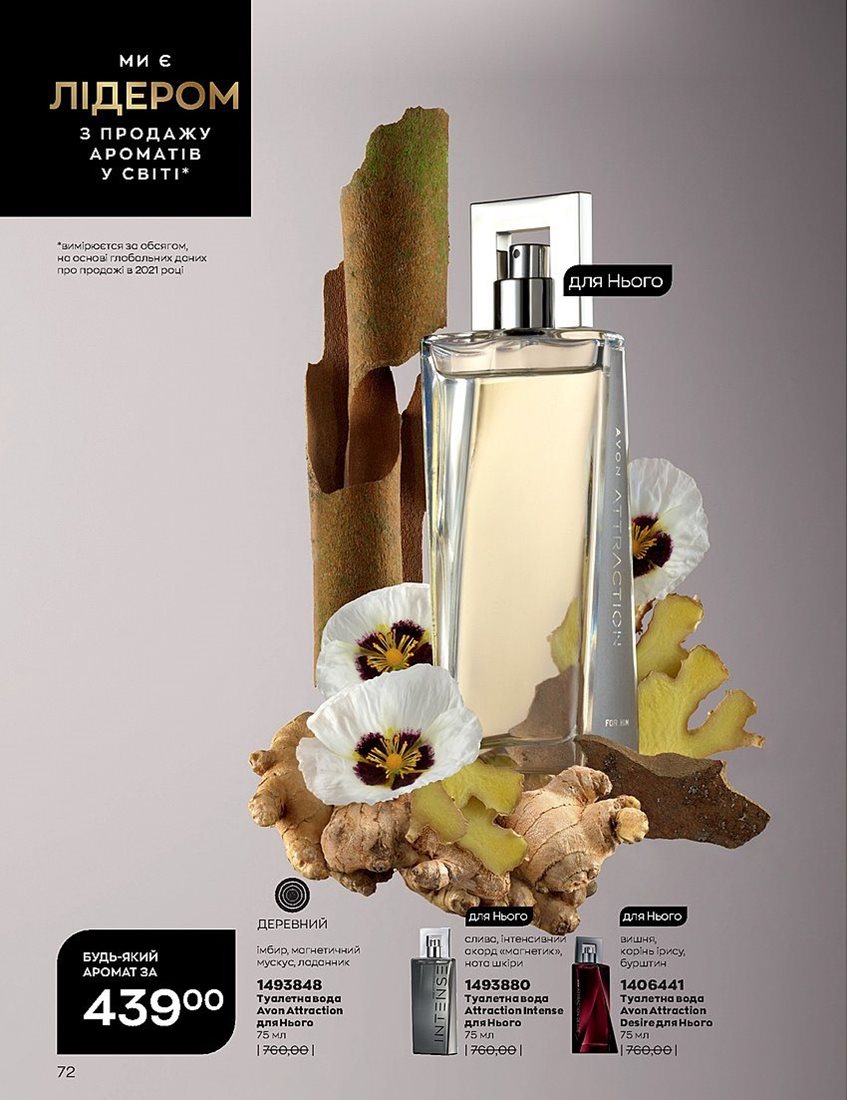 МИ Є
ЛІДЕРОМ
З ПРОДАЖУ
АРОМАТІВ
У СВІТІ*
*вимірюється за обсягом,
на основі глобальних даних
про продажі в 2021 році
для Нього
AVON ATTRACTION
FOR HIM
ДЕРЕВНИЙ
імбир, магнетичний
мускус, ладанник
1493848
Туалетна вода
Avon Attraction
для Нього
75 мл
| 760,00 |
для Нього
слива, інтенсивний
акорд «магнетик»,
нота шкіри
INTENSE
1493880
Туалетна вода
Attraction Intense
для Нього
75 мл
| 760,00 |
для Нього
вишня,
корінь ірису,
бурштин
1406441
Туалетна вода
Avon Attraction
Desire для Нього
75 мл
| 760,00 |
БУДЬ-ЯКИЙ
АРОМАТ ЗА
439⁰⁰
72